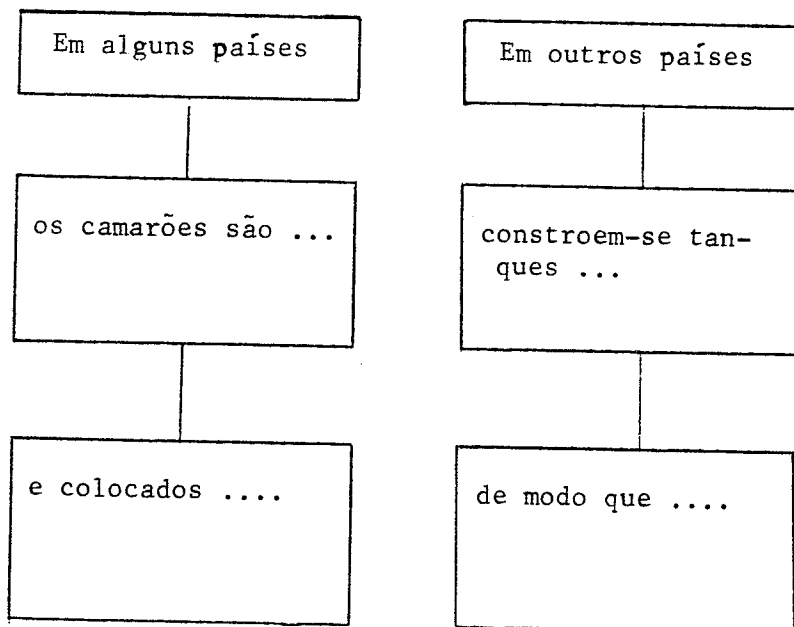 Em alguns países
os camarões são ...
e colocados ....
Em outros países
constroem-se tan-
ques ...
de modo que ....